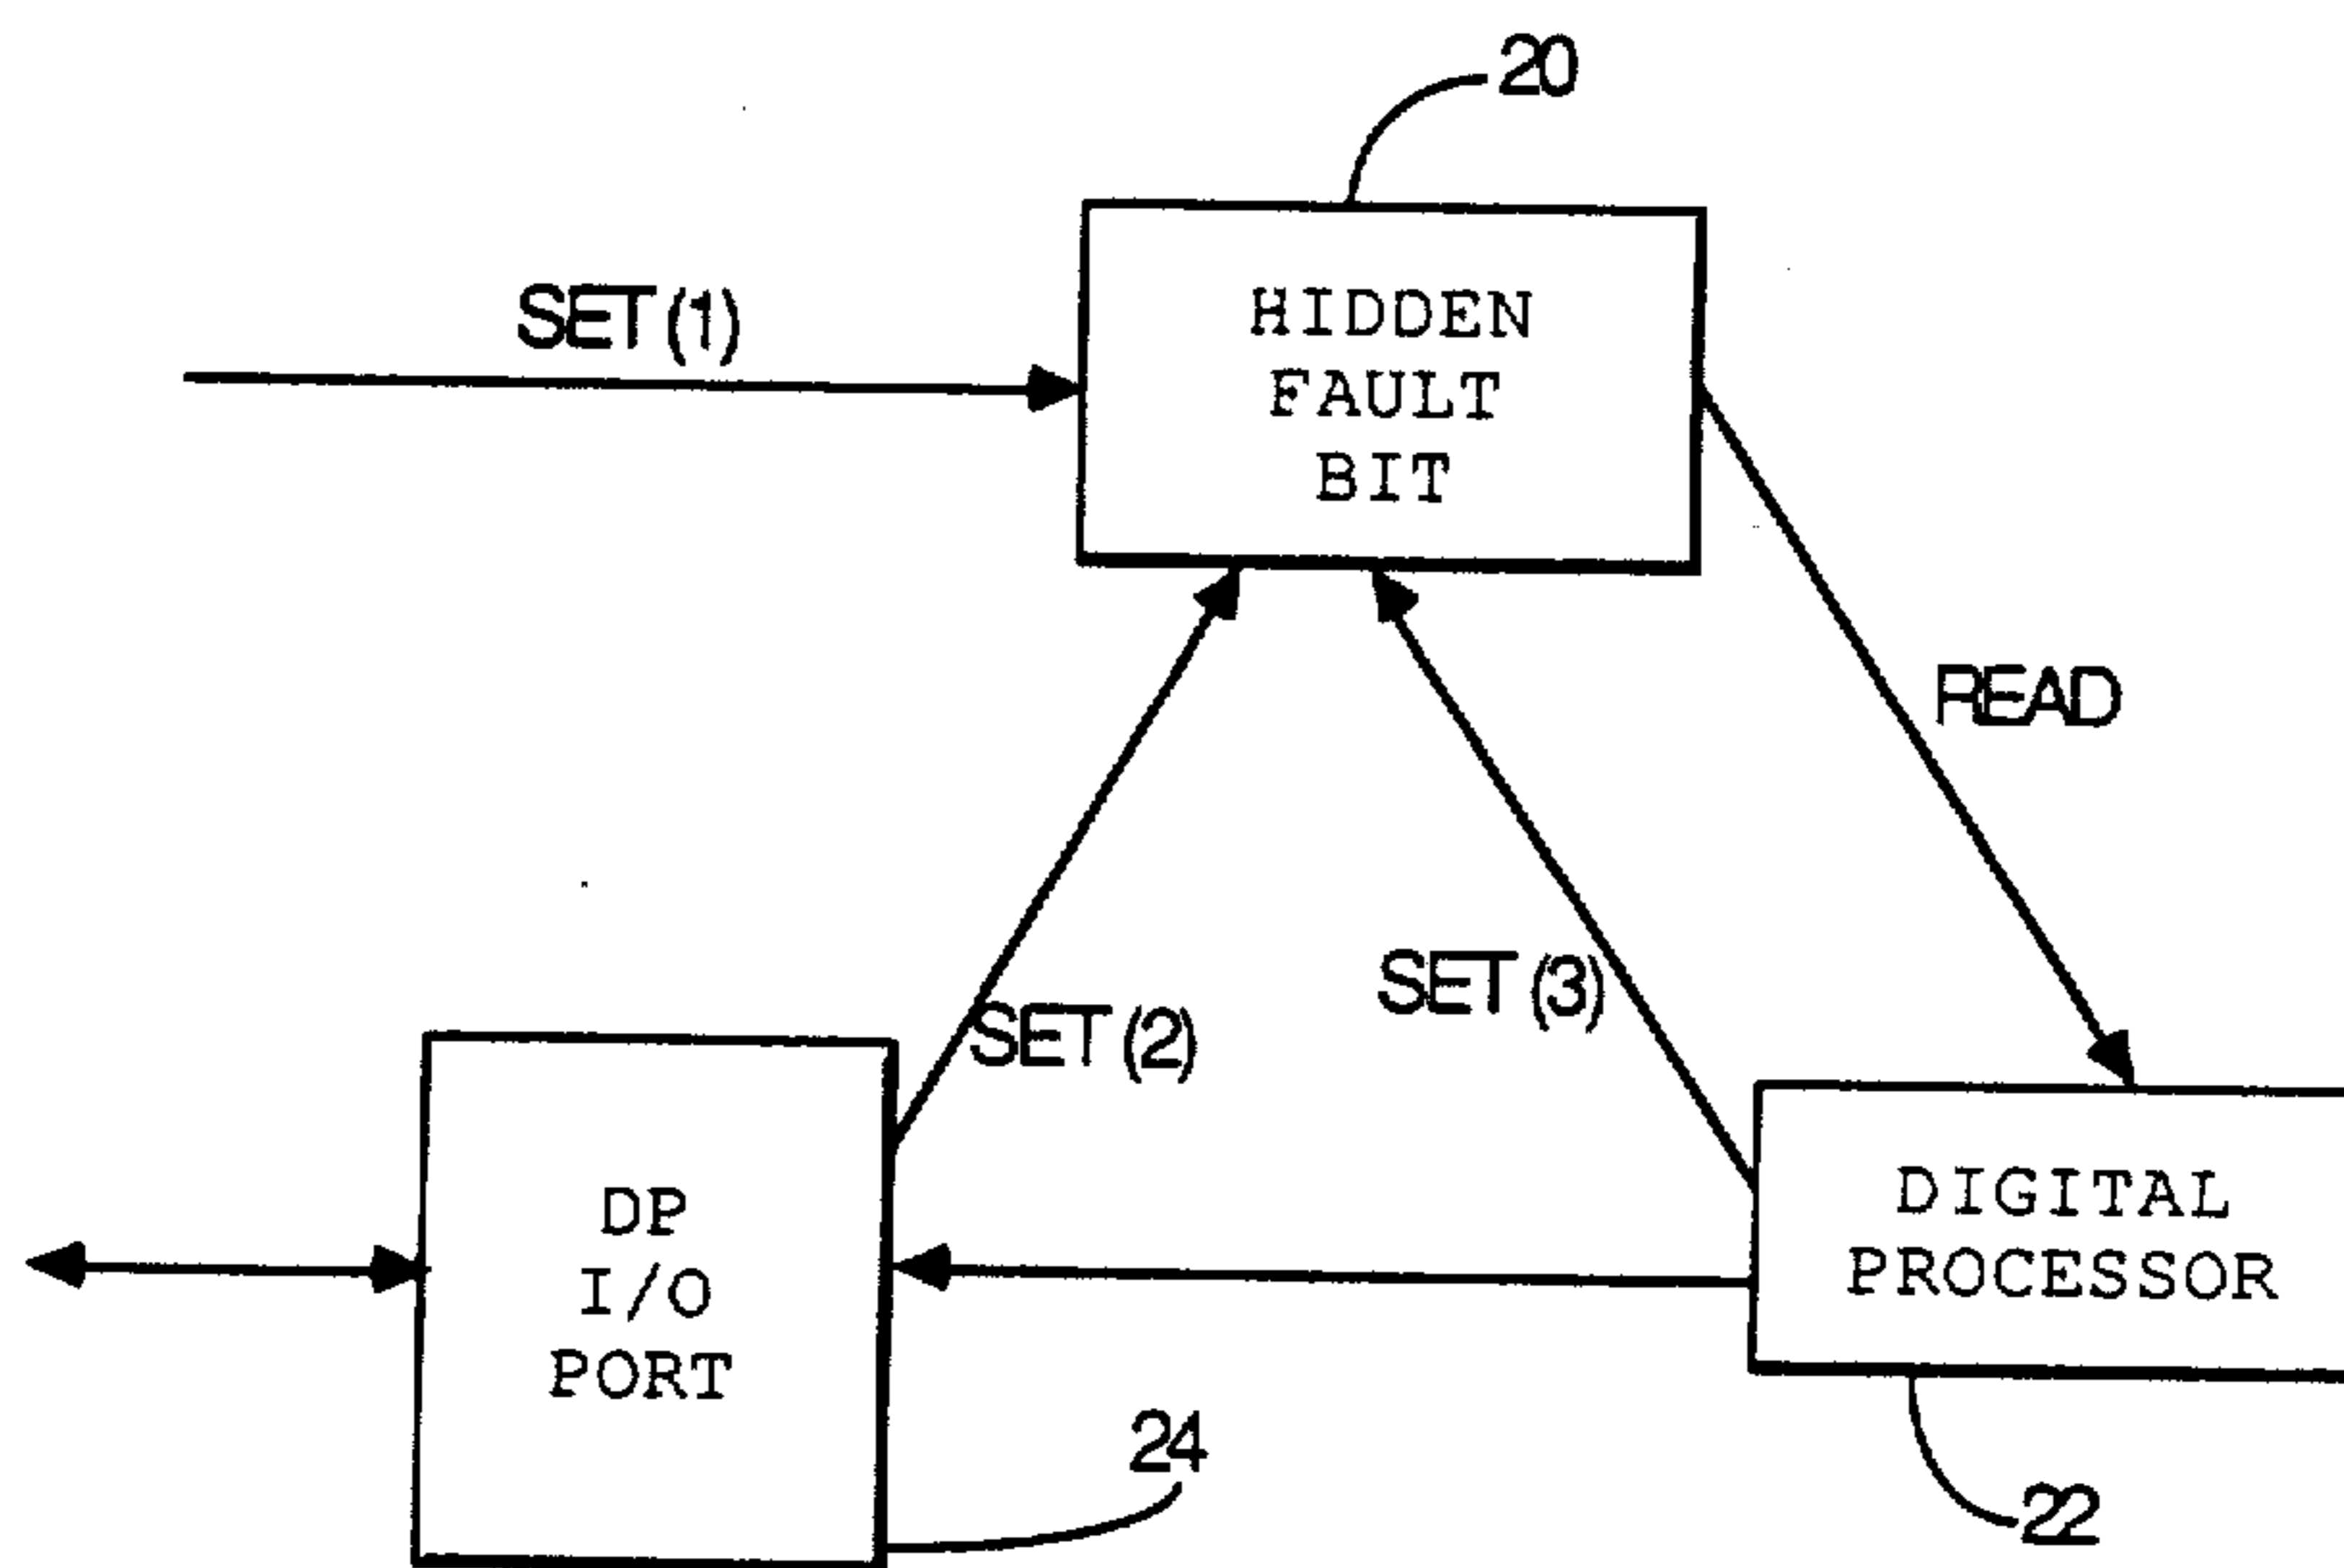 20
SET(1)
HIDDEN
FAULT
BIT
READ
SET(3)
SET(2)
DP
I/O
PORT
DIGITAL
PROCESSOR
24
22